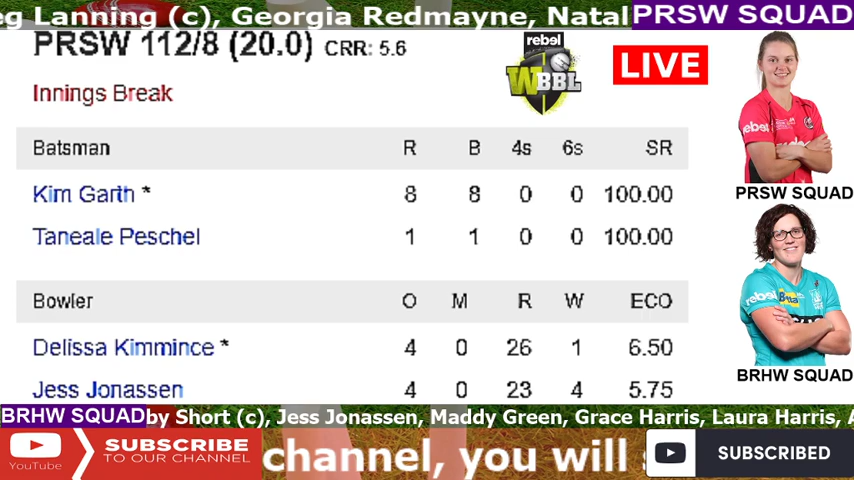 eg Lanning (c), Georgia Redmayne, Natal
PRSW SQUAD
PRSW 112/8 (20.0) CRR: 5.6
rebel
WBBL
LIVE
Innings Break
Batsman R B 4s 6s SR
Kim Garth * 8 8 0 0 100.00
Taneale Peschel 1 1 0 0 100.00
rebel
PRSW SQUAD
Bowler O M R W ECO
Delissa Kimmince * 4 0 26 1 6.50
Jess Jonassen 4 0 23 4 5.75
rebel
BRHW SQUAD
BRHW SQUAD
by Short (c), Jess Jonassen, Maddy Green, Grace Harris, Laura Harris, A
YouTube
SUBSCRIBE
TO OUR CHANNEL
channel, you will s
SUBSCRIBED